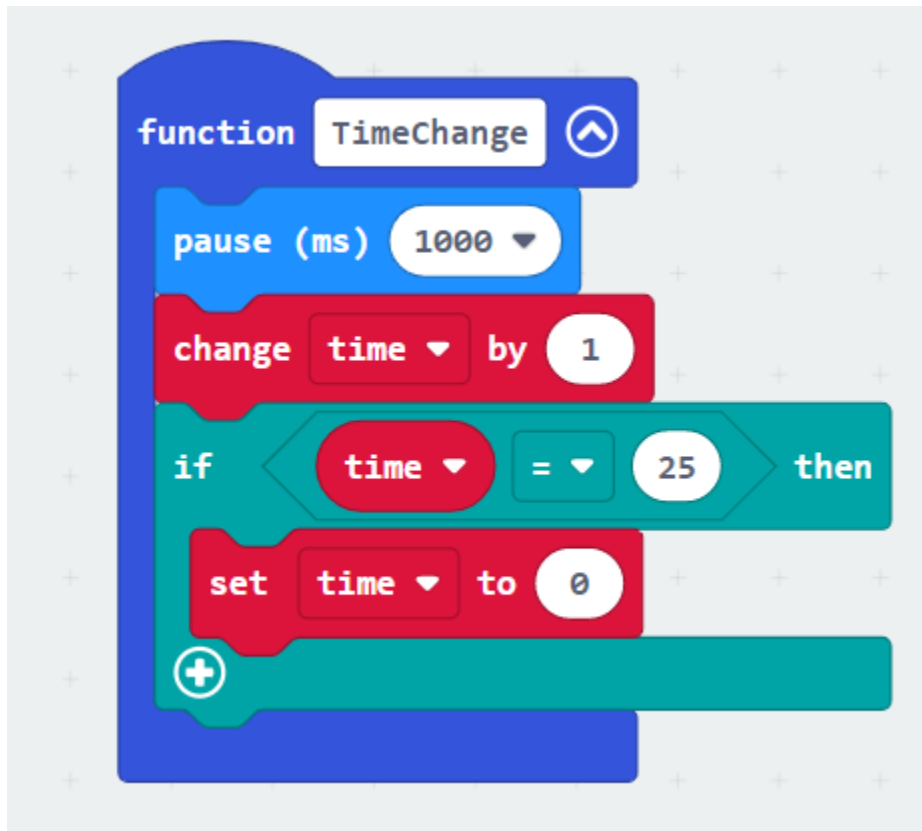 function TimeChange
pause (ms) 1000
change time by 1
if time = 25 then
set time to 0